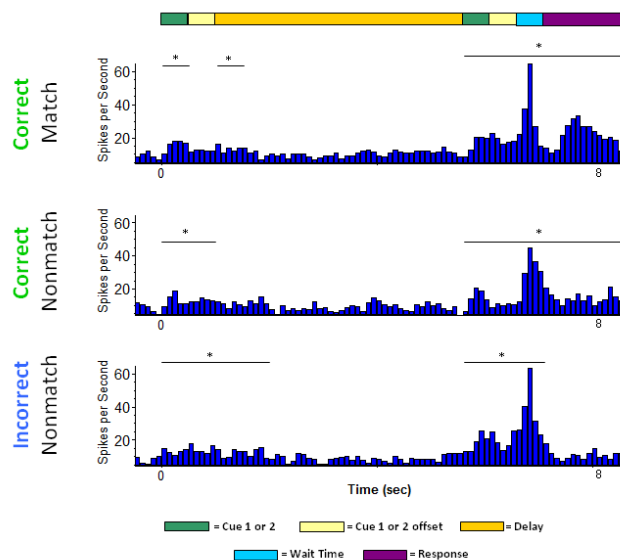 * * *
Correct
Match
Spikes per Second
60
40
20
0 8
* *
Correct
Nonmatch
Spikes per Second
60
40
20
0 8
* *
Incorrect
Nonmatch
Spikes per Second
60
40
20
0 8
Time (sec)
= Cue 1 or 2 = Cue 1 or 2 offset = Delay
= Wait Time = Response